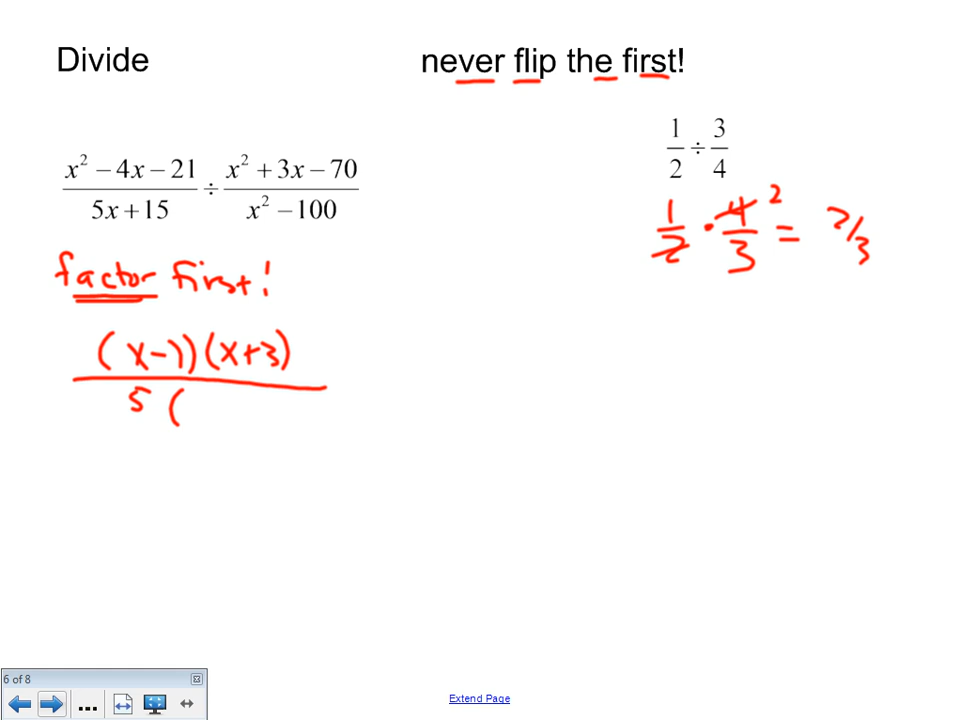 Divide
never flip the first!
x² − 4x − 21 / 5x + 15 ÷ x² + 3x − 70 / x² − 100
1/2 ÷ 3/4
1/2 · 4/3 2 = 2/3
factor first!
(x-7)(x+3)
5 (
6 of 8
...
Extend Page